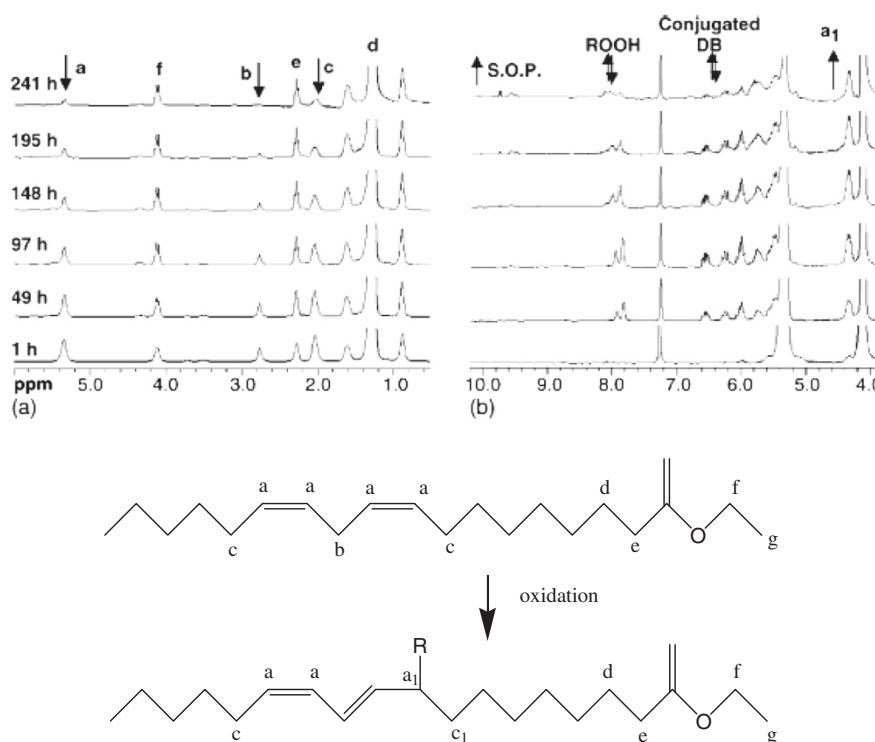 a f b e c d
241 h
195 h
148 h
97 h
49 h
1 h
ppm 5.0 4.0 3.0 2.0 1.0
(a)
Conjugated
S.O.P. ROOH DB a1
10.0 9.0 8.0 7.0 6.0 5.0 4.0
(b)
a a a a d f
c b c e O g
oxidation
R
a a a1 d f
c c1 e O g